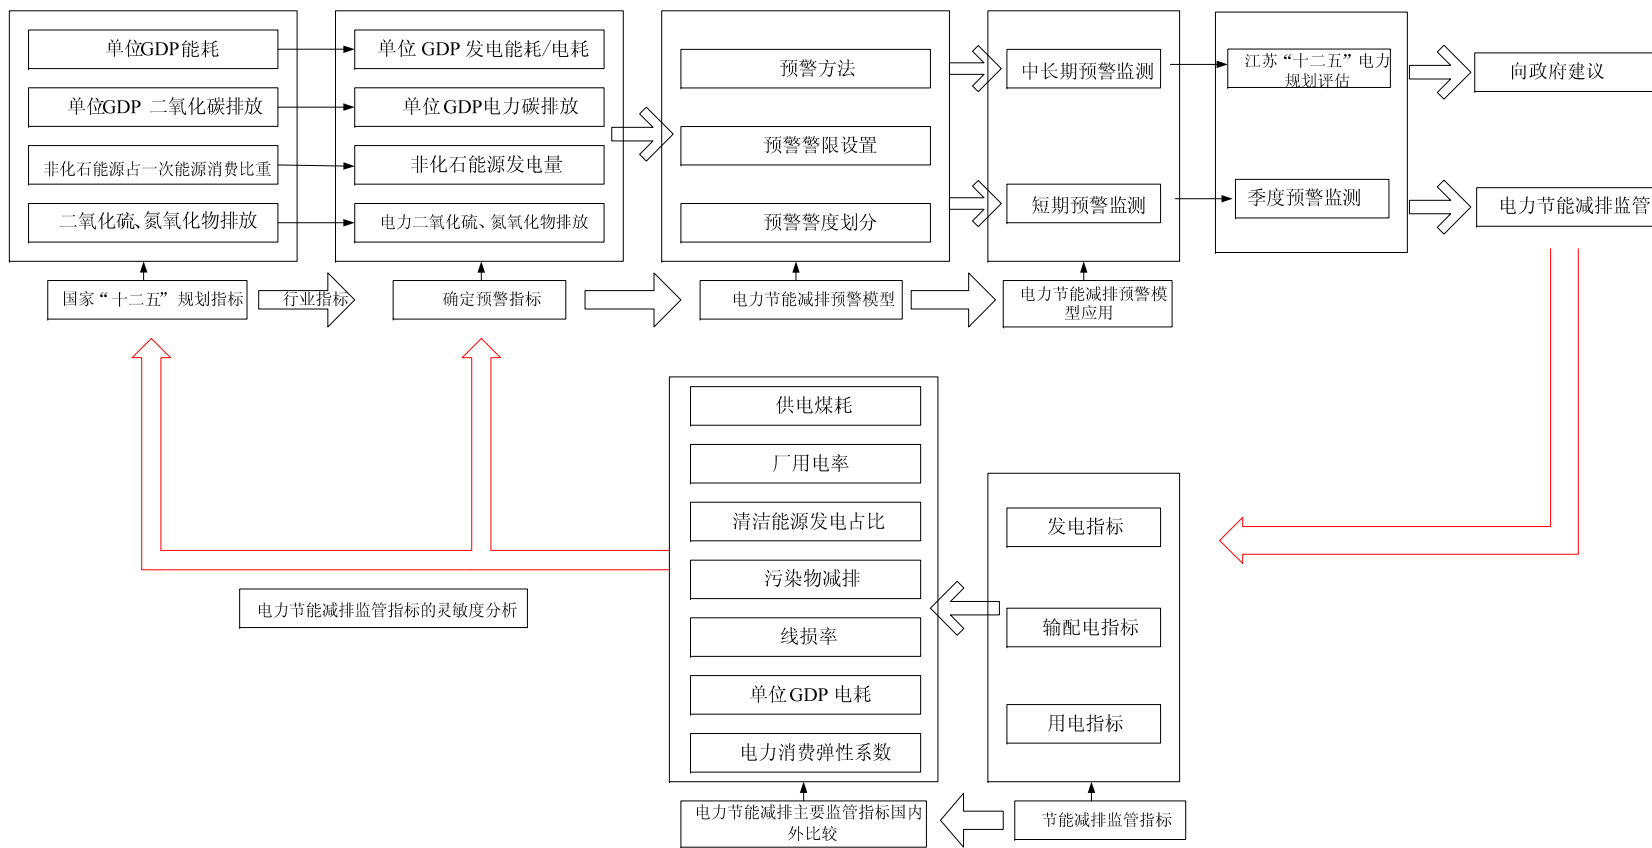 单位GDP能耗
单位GDP 二氧化碳排放
非化石能源占一次能源消费比重
二氧化硫、氮氧化物排放
国家“十二五”规划指标
行业指标
单位 GDP 发电能耗/电耗
单位 GDP电力碳排放
非化石能源发电量
电力二氧化硫、氮氧化物排放
确定预警指标
预警方法
预警警限设置
预警警度划分
电力节能减排预警模型
中长期预警监测
短期预警监测
电力节能减排预警模
型应用
江苏“十二五”电力
规划评估
季度预警监测
向政府建议
电力节能减排监管
供电煤耗
厂用电率
清洁能源发电占比
污染物减排
线损率
单位GDP 电耗
电力消费弹性系数
电力节能减排主要监管指标国内
外比较
发电指标
输配电指标
用电指标
节能减排监管指标
电力节能减排监管指标的灵敏度分析